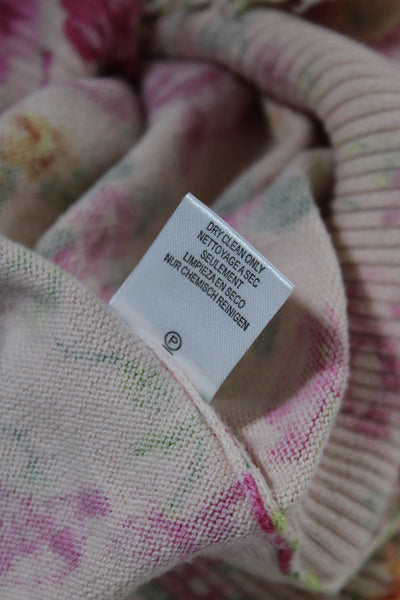 DRY CLEAN ONLY
NETTOYAGE A SEC
SEULEMENT
LIMPIEZA EN SECO
NUR CHEMISCH REINIGEN
P